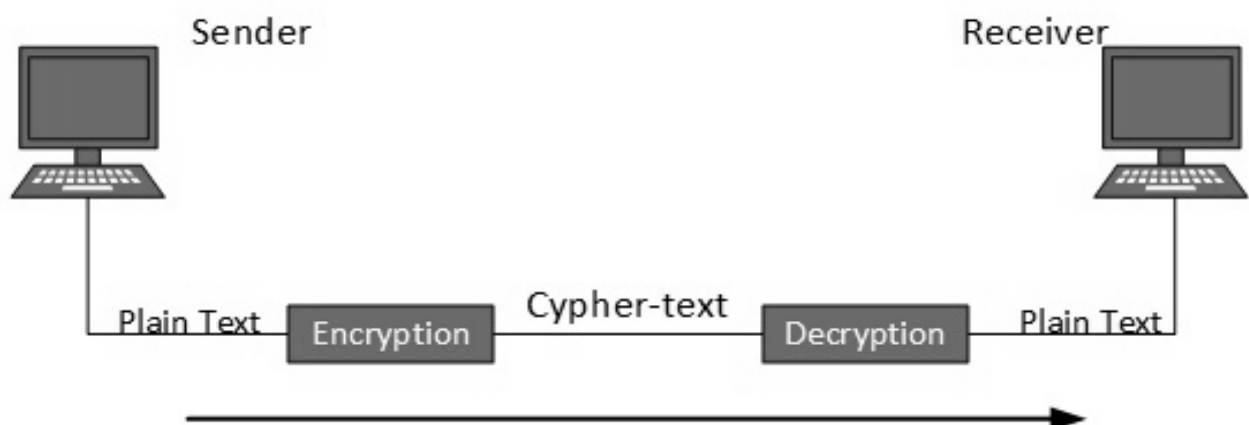 Sender
Receiver
Plain Text
Encryption
Cypher-text
Decryption
Plain Text